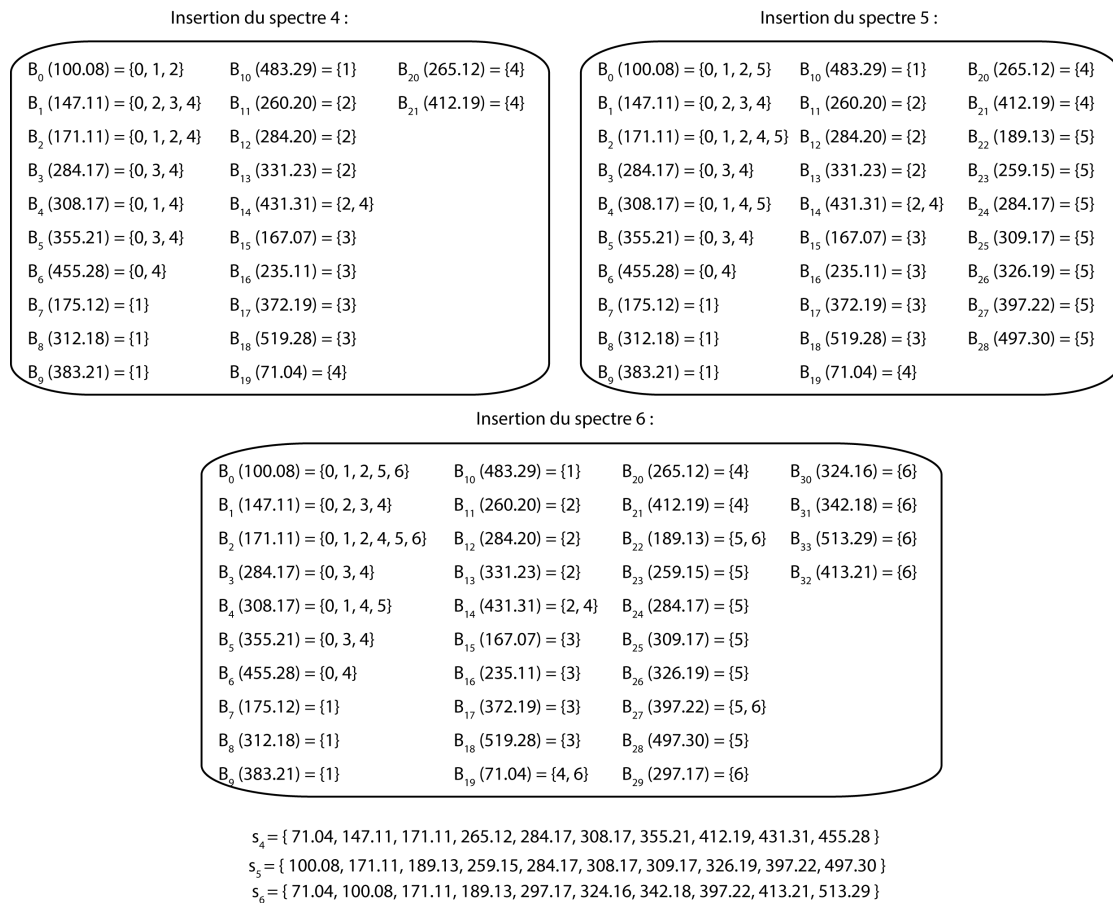 Insertion du spectre 4 :
B0 (100.08) = {0, 1, 2} B10 (483.29) = {1} B20 (265.12) = {4}
B1 (147.11) = {0, 2, 3, 4} B11 (260.20) = {2} B21 (412.19) = {4}
B2 (171.11) = {0, 1, 2, 4} B12 (284.20) = {2}
B3 (284.17) = {0, 3, 4} B13 (331.23) = {2}
B4 (308.17) = {0, 1, 4} B14 (431.31) = {2, 4}
B5 (355.21) = {0, 3, 4} B15 (167.07) = {3}
B6 (455.28) = {0, 4} B16 (235.11) = {3}
B7 (175.12) = {1} B17 (372.19) = {3}
B8 (312.18) = {1} B18 (519.28) = {3}
B9 (383.21) = {1} B19 (71.04) = {4}
Insertion du spectre 5 :
B0 (100.08) = {0, 1, 2, 5} B10 (483.29) = {1} B20 (265.12) = {4}
B1 (147.11) = {0, 2, 3, 4} B11 (260.20) = {2} B21 (412.19) = {4}
B2 (171.11) = {0, 1, 2, 4, 5} B12 (284.20) = {2} B22 (189.13) = {5}
B3 (284.17) = {0, 3, 4} B13 (331.23) = {2} B23 (259.15) = {5}
B4 (308.17) = {0, 1, 4, 5} B14 (431.31) = {2, 4} B24 (284.17) = {5}
B5 (355.21) = {0, 3, 4} B15 (167.07) = {3} B25 (309.17) = {5}
B6 (455.28) = {0, 4} B16 (235.11) = {3} B26 (326.19) = {5}
B7 (175.12) = {1} B17 (372.19) = {3} B27 (397.22) = {5}
B8 (312.18) = {1} B18 (519.28) = {3} B28 (497.30) = {5}
B9 (383.21) = {1} B19 (71.04) = {4}
Insertion du spectre 6 :
B0 (100.08) = {0, 1, 2, 5, 6} B10 (483.29) = {1} B20 (265.12) = {4} B30 (324.16) = {6}
B1 (147.11) = {0, 2, 3, 4} B11 (260.20) = {2} B21 (412.19) = {4} B31 (342.18) = {6}
B2 (171.11) = {0, 1, 2, 4, 5, 6} B12 (284.20) = {2} B22 (189.13) = {5, 6} B33 (513.29) = {6}
B3 (284.17) = {0, 3, 4} B13 (331.23) = {2} B23 (259.15) = {5} B32 (413.21) = {6}
B4 (308.17) = {0, 1, 4, 5} B14 (431.31) = {2, 4} B24 (284.17) = {5}
B5 (355.21) = {0, 3, 4} B15 (167.07) = {3} B25 (309.17) = {5}
B6 (455.28) = {0, 4} B16 (235.11) = {3} B26 (326.19) = {5}
B7 (175.12) = {1} B17 (372.19) = {3} B27 (397.22) = {5, 6}
B8 (312.18) = {1} B18 (519.28) = {3} B28 (497.30) = {5}
B9 (383.21) = {1} B19 (71.04) = {4, 6} B29 (297.17) = {6}
s4 = { 71.04, 147.11, 171.11, 265.12, 284.17, 308.17, 355.21, 412.19, 431.31, 455.28 }
s5 = { 100.08, 171.11, 189.13, 259.15, 284.17, 308.17, 309.17, 326.19, 397.22, 497.30 }
s6 = { 71.04, 100.08, 171.11, 189.13, 297.17, 324.16, 342.18, 397.22, 413.21, 513.29 }